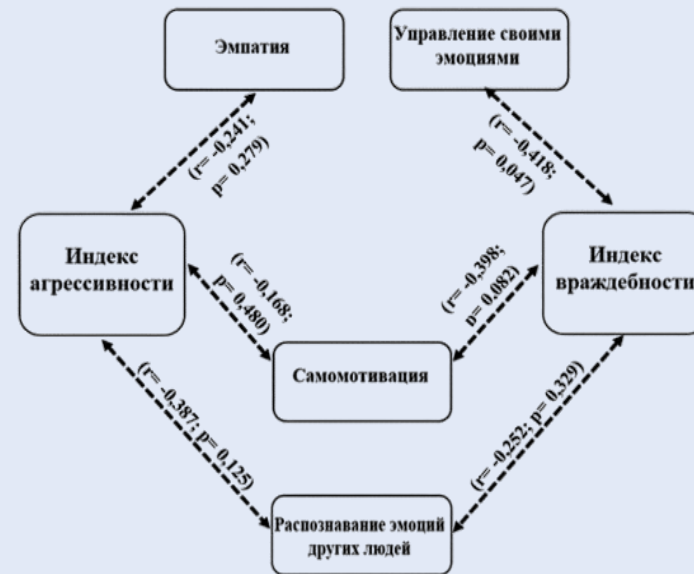 Эмпатия
Управление своими
эмоциями
(r= -0,241;
p= 0,279)
(r= -0,418;
p= 0,047)
Индекс
агрессивности
Индекс
враждебности
(r= -0,168;
p= 0,480)
(r= -0,398;
p= 0,082)
Самомотивация
(r= -0,387; p= 0,125)
(r= -0,252; p= 0,329)
Распознавание эмоций
других людей